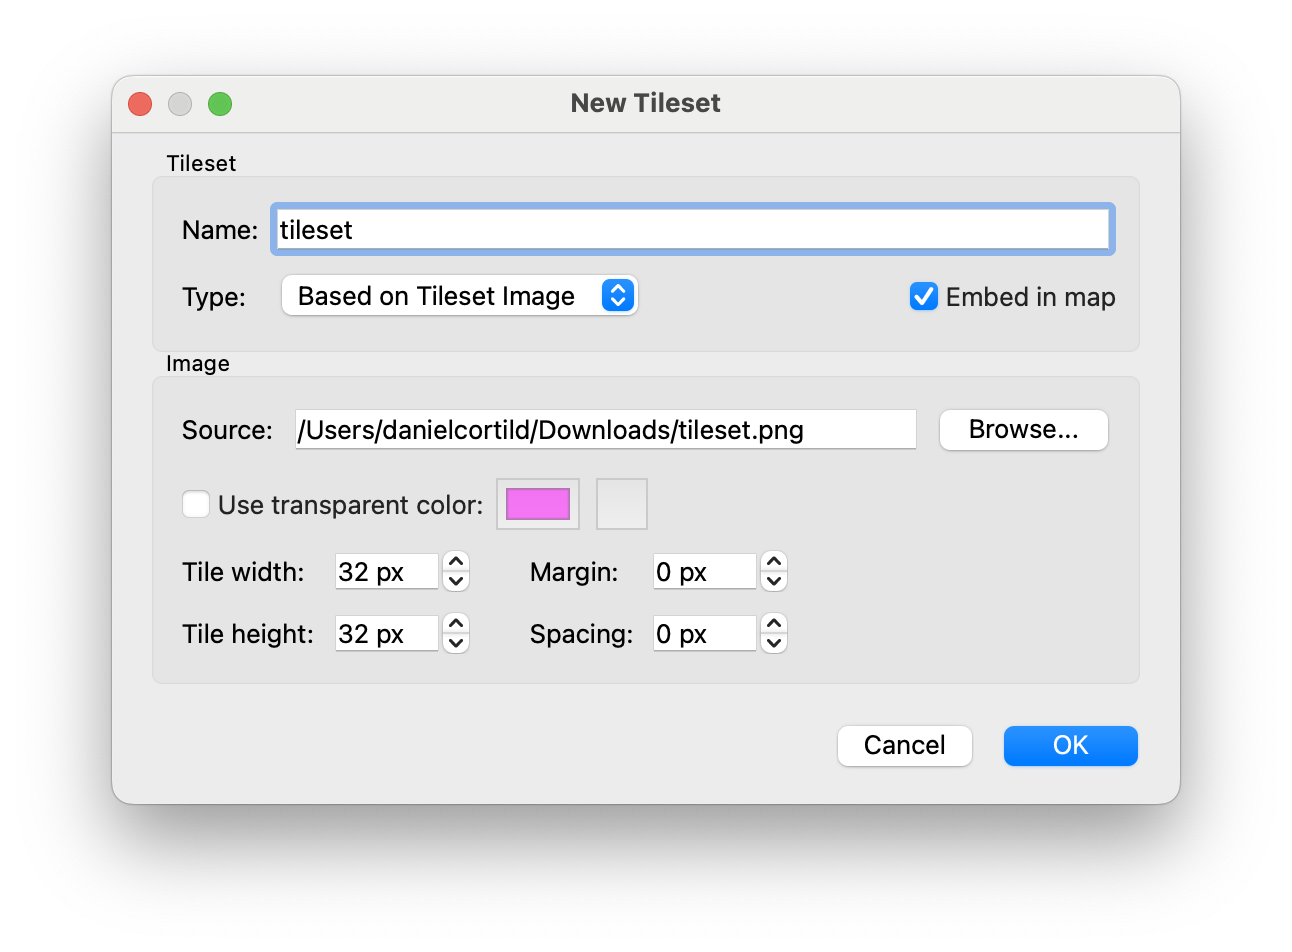 New Tileset
Tileset
Name: tileset
Type: Based on Tileset Image Embed in map
Image
Source: /Users/danielcortild/Downloads/tileset.png Browse...
Use transparent color:
Tile width: 32 px Margin: 0 px
Tile height: 32 px Spacing: 0 px
Cancel OK